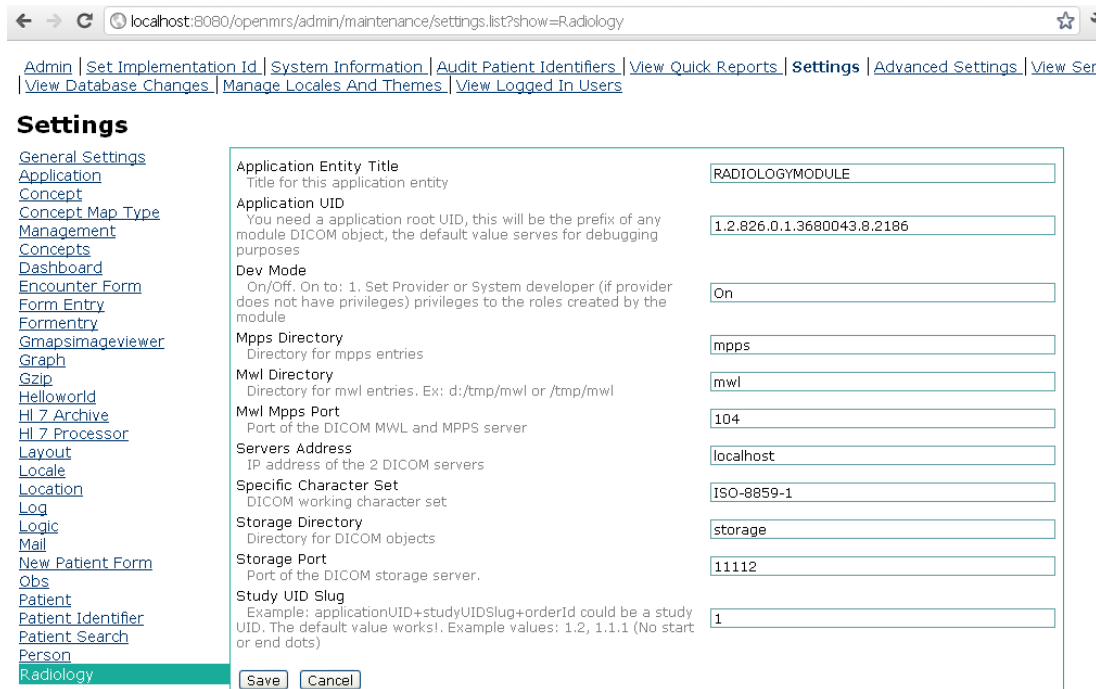 localhost:8080/openmrs/admin/maintenance/settings.list?show=Radiology
Admin | Set Implementation Id | System Information | Audit Patient Identifiers | View Quick Reports | Settings | Advanced Settings | View Ser
| View Database Changes | Manage Locales And Themes | View Logged In Users
Settings
General Settings
Application
Concept
Concept Map Type
Management
Concepts
Dashboard
Encounter Form
Form Entry
Formentry
Gmapsimageviewer
Graph
Gzip
Helloworld
Hl 7 Archive
Hl 7 Processor
Layout
Locale
Location
Log
Logic
Mail
New Patient Form
Obs
Patient
Patient Identifier
Patient Search
Person
Radiology
Application Entity Title
Title for this application entity
RADIOLOGYMODULE
Application UID
You need a application root UID, this will be the prefix of any
module DICOM object, the default value serves for debugging
purposes
1.2.826.0.1.3680043.8.2186
Dev Mode
On/Off. On to: 1. Set Provider or System developer (if provider
does not have privileges) privileges to the roles created by the
module
On
Mpps Directory
Directory for mpps entries
mpps
Mwl Directory
Directory for mwl entries. Ex: d:/tmp/mwl or /tmp/mwl
mwl
Mwl Mpps Port
Port of the DICOM MWL and MPPS server
104
Servers Address
IP address of the 2 DICOM servers
localhost
Specific Character Set
DICOM working character set
ISO-8859-1
Storage Directory
Directory for DICOM objects
storage
Storage Port
Port of the DICOM storage server.
11112
Study UID Slug
Example: applicationUID+studyUIDSlug+orderId could be a study
UID. The default value works!. Example values: 1.2, 1.1.1 (No start
or end dots)
1
Save Cancel